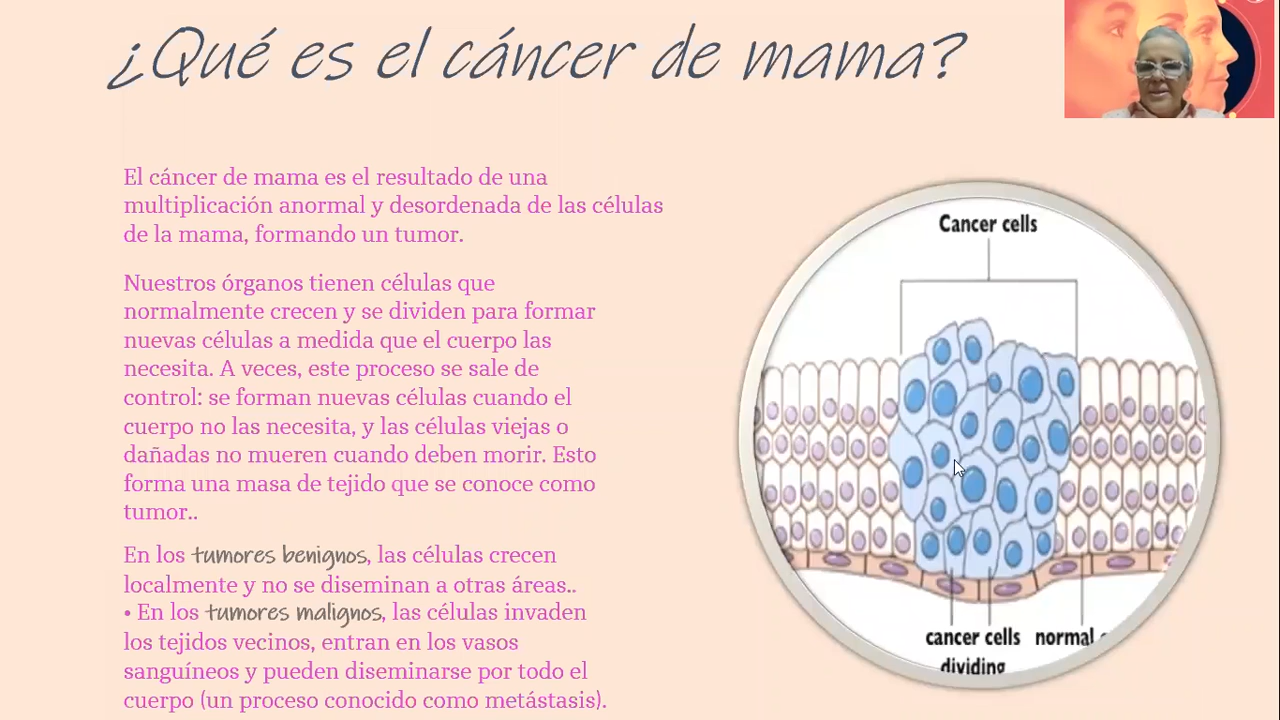 ¿Qué es el cáncer de mama?
El cáncer de mama es el resultado de una
multiplicación anormal y desordenada de las células
de la mama, formando un tumor.
Nuestros órganos tienen células que
normalmente crecen y se dividen para formar
nuevas células a medida que el cuerpo las
necesita. A veces, este proceso se sale de
control: se forman nuevas células cuando el
cuerpo no las necesita, y las células viejas o
dañadas no mueren cuando deben morir. Esto
forma una masa de tejido que se conoce como
tumor..
En los tumores benignos, las células crecen
localmente y no se diseminan a otras áreas..
• En los tumores malignos, las células invaden
los tejidos vecinos, entran en los vasos
sanguíneos y pueden diseminarse por todo el
cuerpo (un proceso conocido como metástasis).
Cancer cells
cancer cells normal
dividing